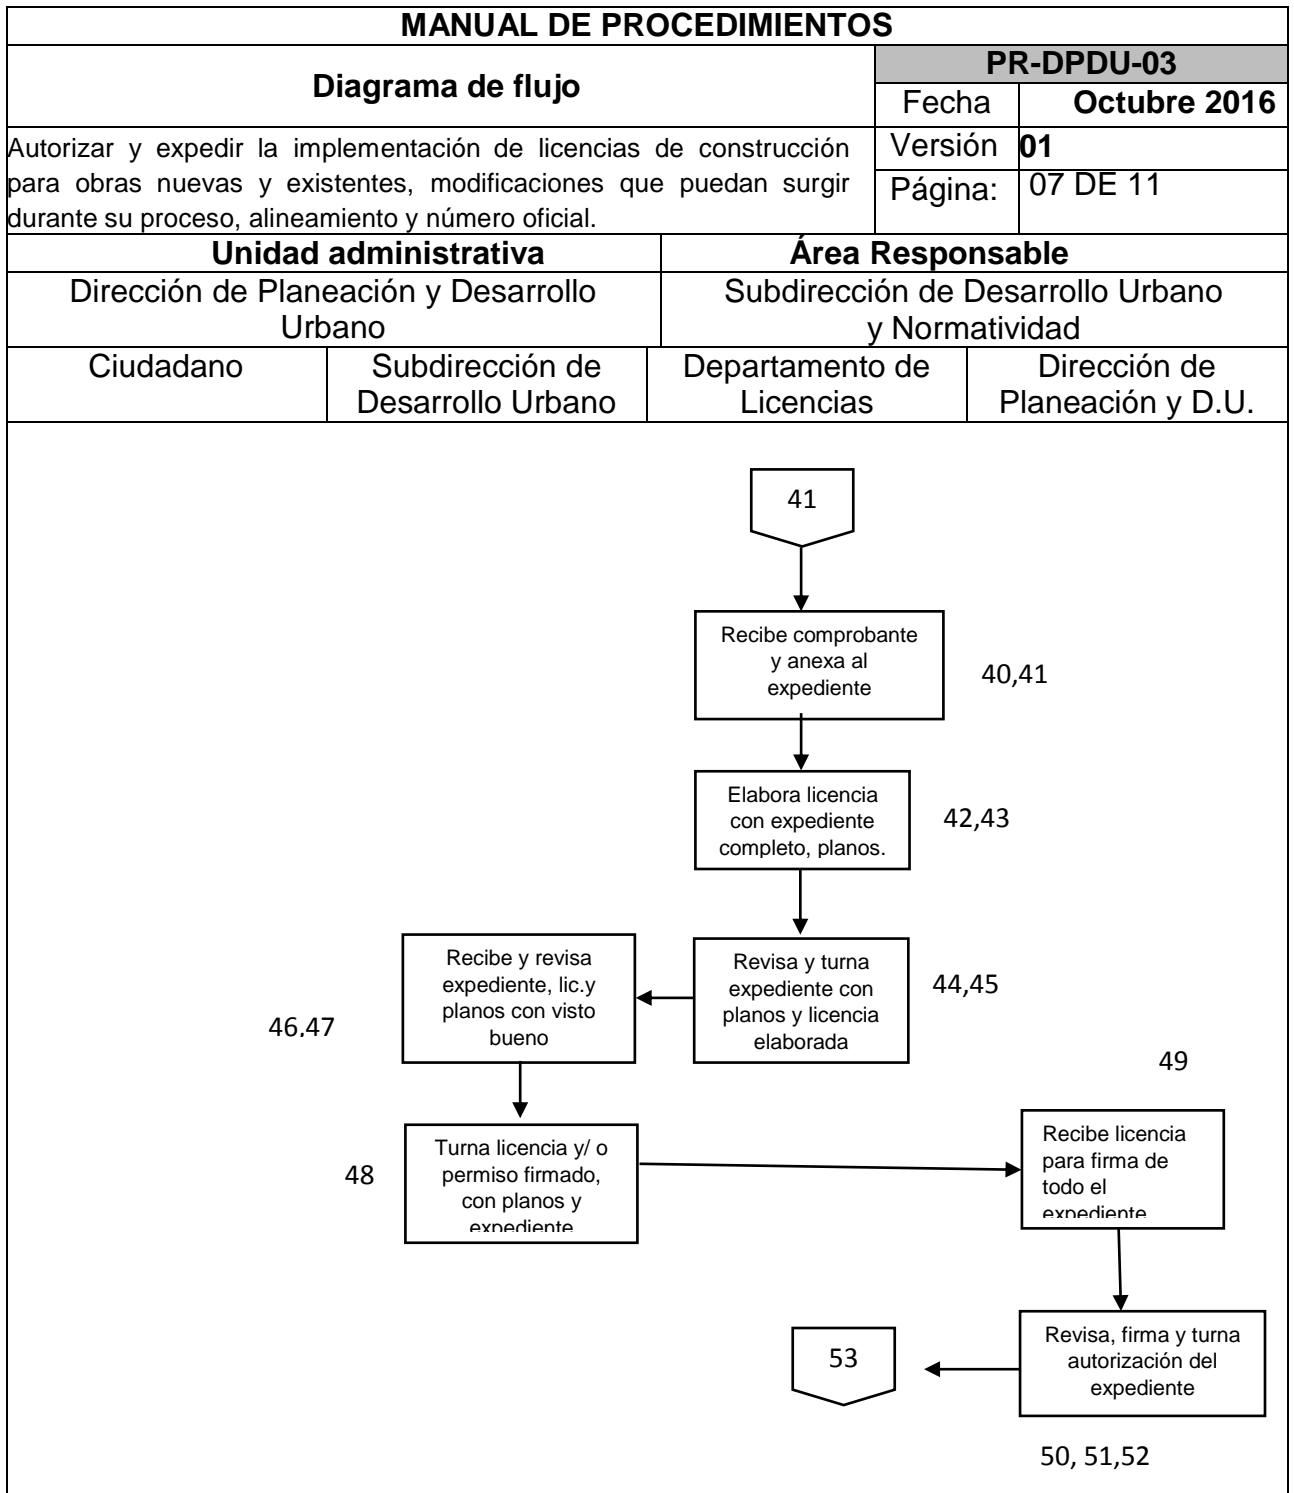 MANUAL DE PROCEDIMIENTOS
Diagrama de flujo
PR-DPDU-03
Fecha
Octubre 2016
Autorizar y expedir la implementación de licencias de construcción
para obras nuevas y existentes, modificaciones que puedan surgir
durante su proceso, alineamiento y número oficial.
Versión
01
Página:
07 DE 11
Unidad administrativa
Área Responsable
Dirección de Planeación y Desarrollo
Urbano
Subdirección de Desarrollo Urbano
y Normatividad
Ciudadano
Subdirección de
Desarrollo Urbano
Departamento de
Licencias
Dirección de
Planeación y D.U.
41
Recibe comprobante
y anexa al
expediente
40,41
Elabora licencia
con expediente
completo, planos.
42,43
Revisa y turna
expediente con
planos y licencia
elaborada
44,45
Recibe y revisa
expediente, lic.y
planos con visto
bueno
46,47
Turna licencia y/ o
permiso firmado,
con planos y
expediente
48
49
Recibe licencia
para firma de
todo el
expediente
Revisa, firma y turna
autorización del
expediente
53
50, 51,52